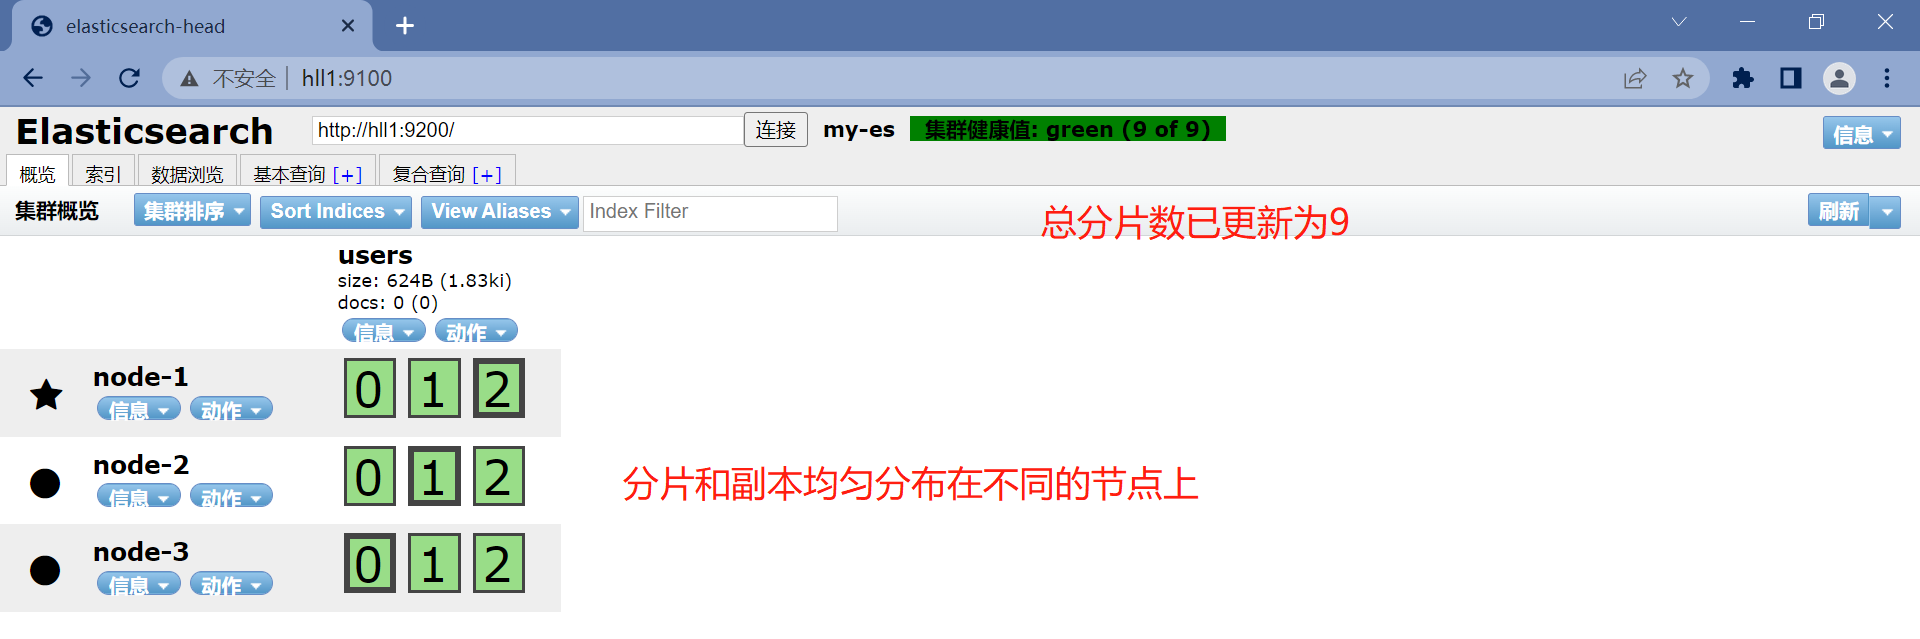 elasticsearch-head
不安全 | hll1:9100
Elasticsearch http://hll1:9200/ 连接 my-es 集群健康值: green (9 of 9) 信息
概览 索引 数据浏览 基本查询 [+] 复合查询 [+]
集群概览 集群排序 Sort Indices View Aliases Index Filter 总分片数已更新为9 刷新
users
size: 624B (1.83ki)
docs: 0 (0)
信息 动作
node-1 0 1 2
信息 动作
node-2 0 1 2
信息 动作
分片和副本均匀分布在不同的节点上
node-3 0 1 2
信息 动作